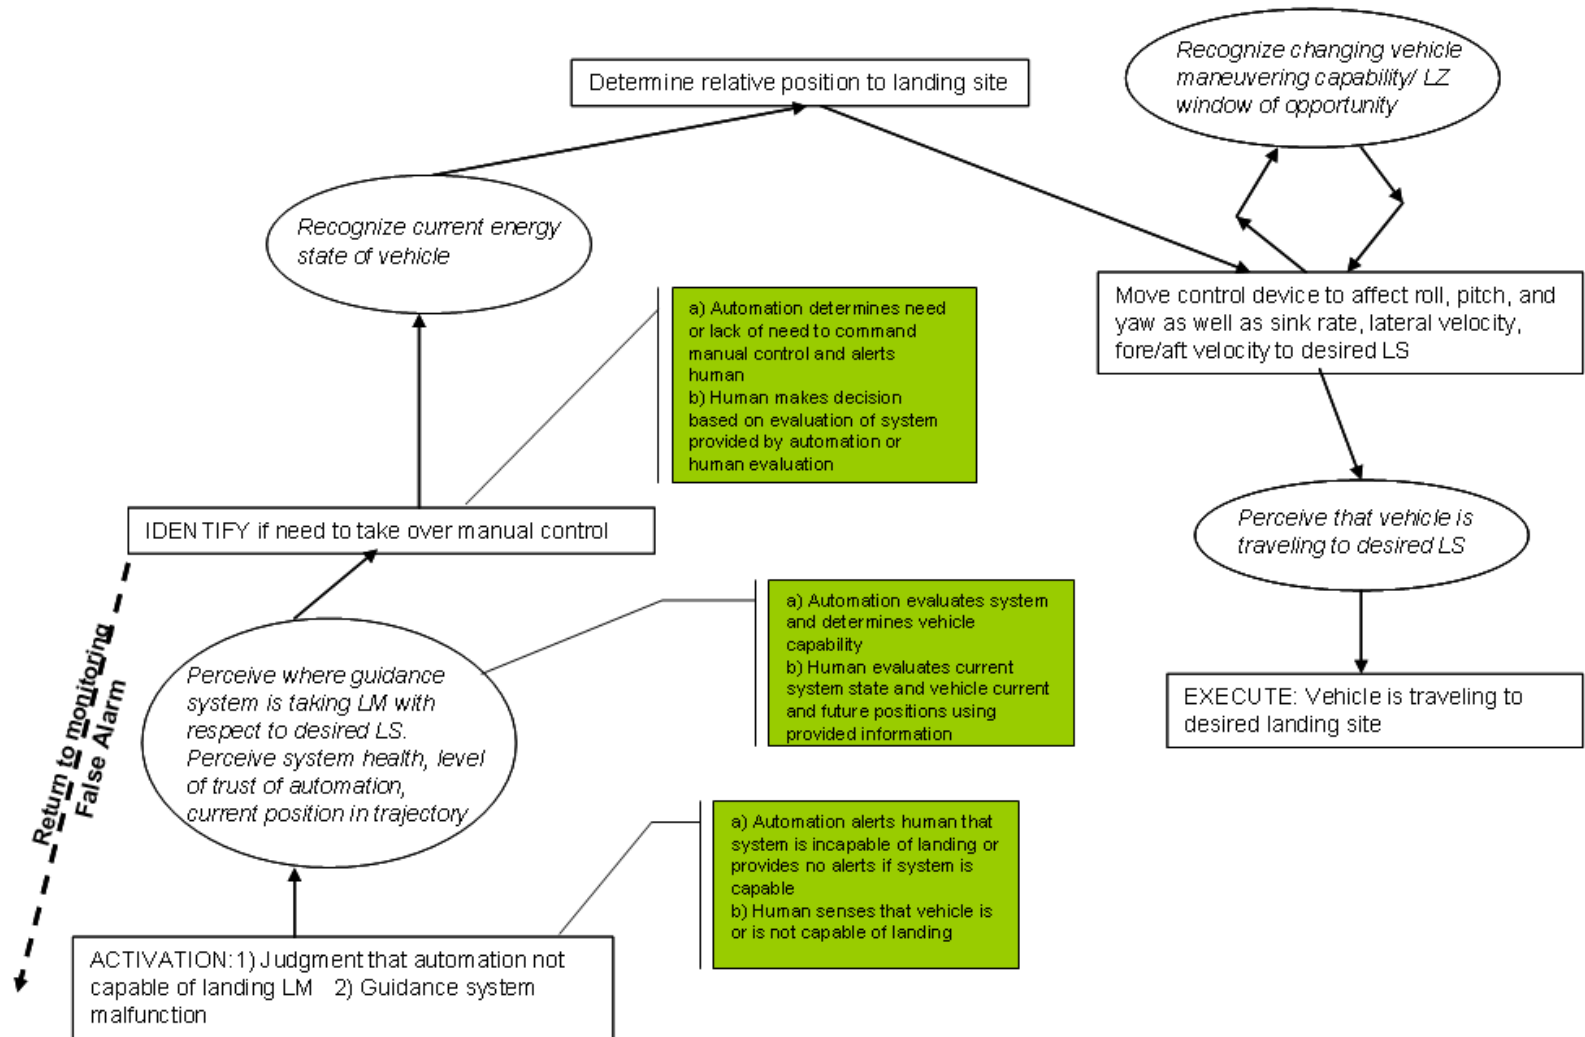 Recognize changing vehicle
maneuvering capability/ LZ
window of opportunity
Determine relative position to landing site
Recognize current energy
state of vehicle
Move control device to affect roll, pitch, and
yaw as well as sink rate, lateral velocity,
fore/aft velocity to desired LS
a) Automation determines need
or lack of need to command
manual control and alerts
human
b) Human makes decision
based on evaluation of system
provided by automation or
human evaluation
IDENTIFY if need to take over manual control
Perceive that vehicle is
traveling to desired LS
a) Automation evaluates system
and determines vehicle
capability
b) Human evaluates current
system state and vehicle current
and future positions using
provided information
Return to monitoring
False Alarm
Perceive where guidance
system is taking LM with
respect to desired LS.
Perceive system health, level
of trust of automation,
current position in trajectory
EXECUTE: Vehicle is traveling to
desired landing site
a) Automation alerts human that
system is incapable of landing or
provides no alerts if system is
capable
b) Human senses that vehicle is
or is not capable of landing
ACTIVATION:1) Judgment that automation not
capable of landing LM 2) Guidance system
malfunction